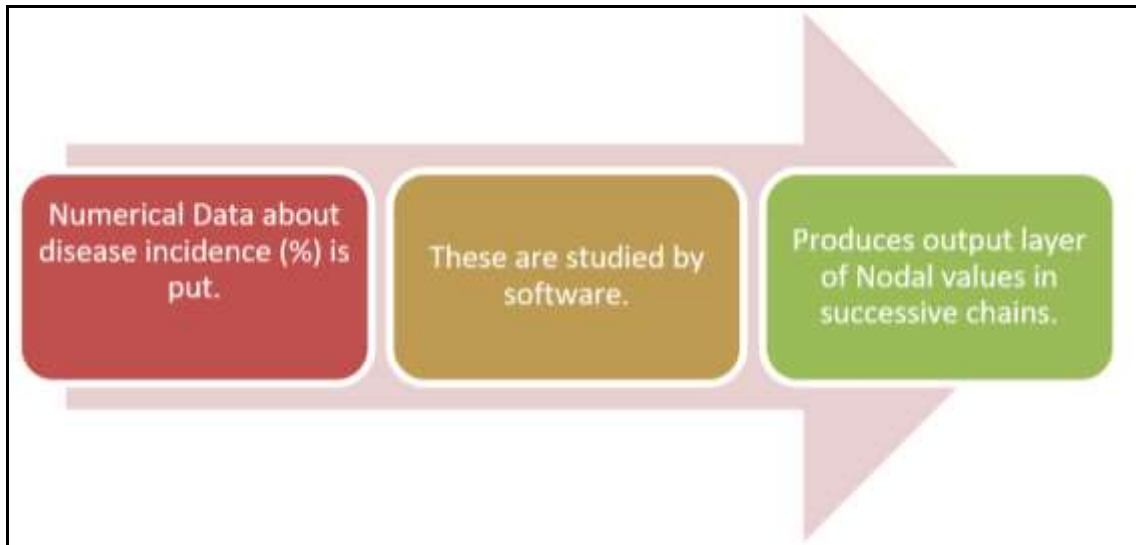 Numerical Data about
disease incidence (%) is
put.
These are studied by
software.
Produces output layer
of Nodal values in
successive chains.